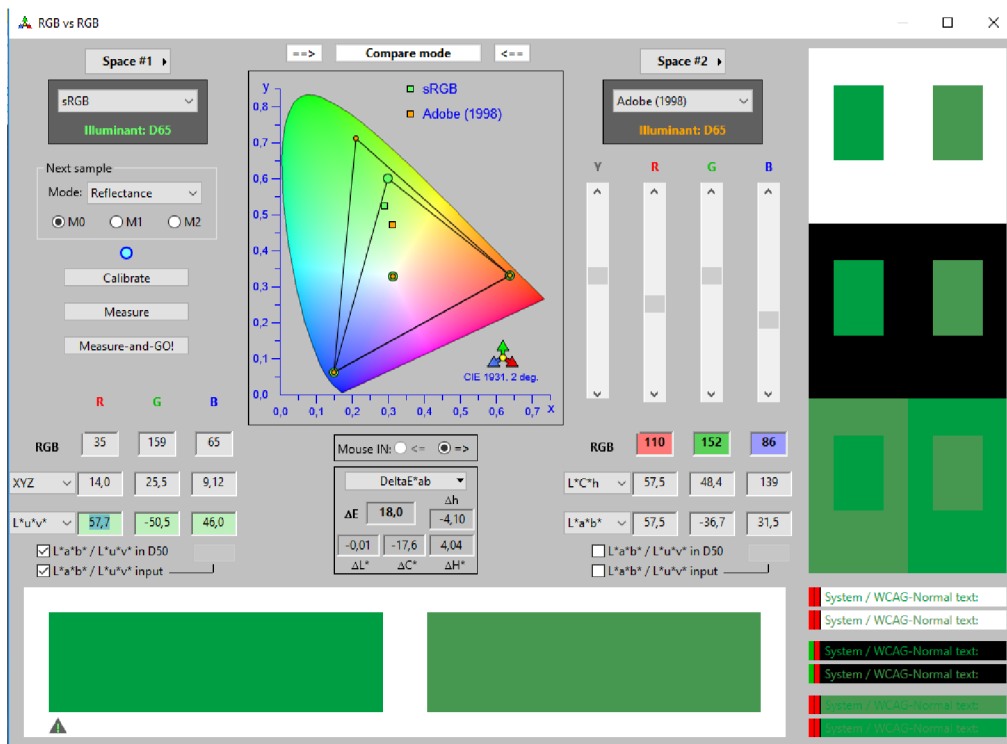 RGB vs RGB
Space #1
==>
Compare mode
<==
Space #2
sRGB
Illuminant: D65
y
sRGB
Adobe (1998)
Adobe (1998)
Illuminant: D65
0,8
0,7
0,6
0,5
0,4
0,3
0,2
0,1
0,0
0,0 0,1 0,2 0,3 0,4 0,5 0,6 0,7 x
CIE 1931, 2 deg.
Next sample
Mode: Reflectance
M0 M1 M2
Calibrate
Measure
Measure-and-GO!
Y R G B
R G B
RGB 35 159 65
XYZ 14,0 25,5 9,12
L*u*v* 57,7 -50,5 46,0
L*a*b* / L*u*v* in D50
L*a*b* / L*u*v* input
Mouse IN: <= =>
DeltaE*ab
ΔE 18,0 Δh
-4,10
-0,01 -17,6 4,04
ΔL* ΔC* ΔH*
RGB 110 152 86
L*C*h 57,5 48,4 139
L*a*b* 57,5 -36,7 31,5
L*a*b* / L*u*v* in D50
L*a*b* / L*u*v* input
System / WCAG-Normal text:
System / WCAG-Normal text:
System / WCAG-Normal text:
System / WCAG-Normal text:
System / WCAG-Normal text:
System / WCAG-Normal text: